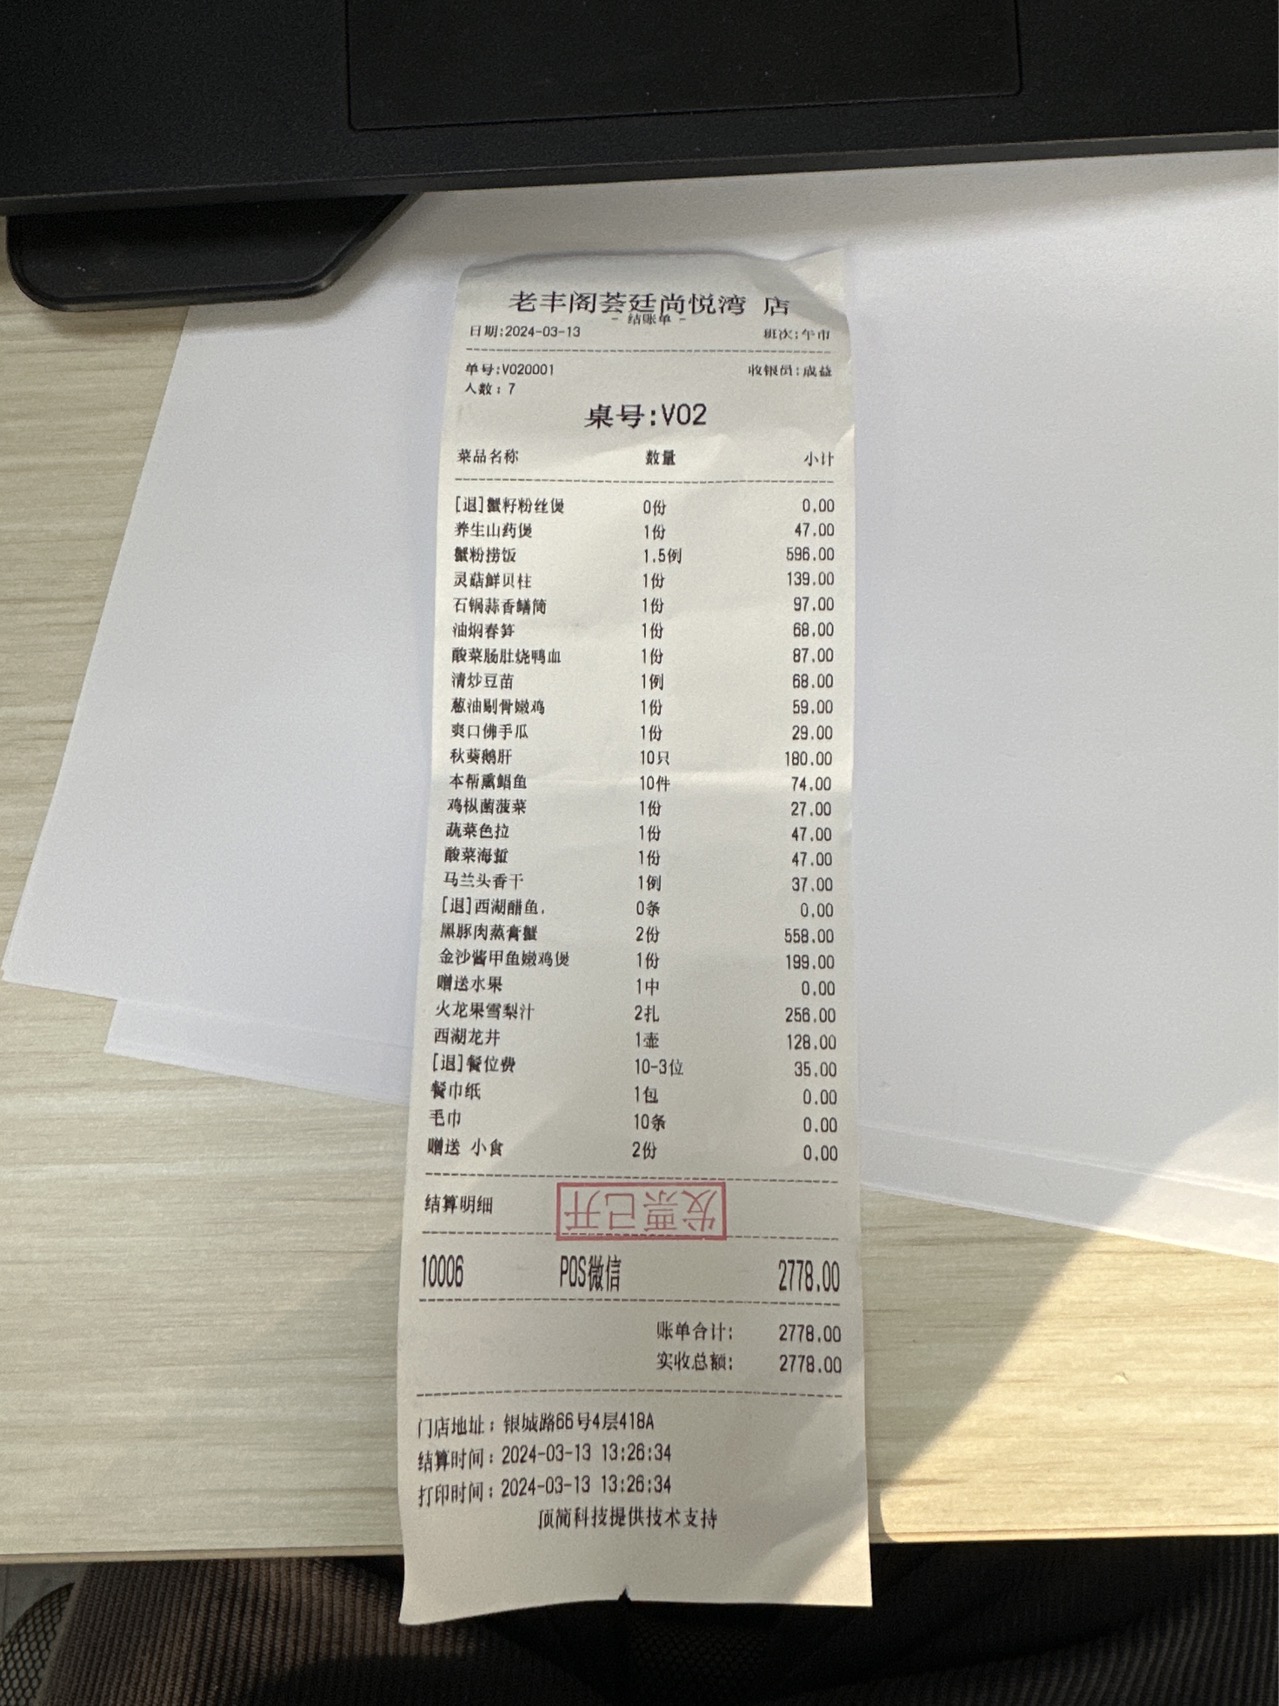 老丰阁荟廷尚悦湾 店
- 结账单 -
日期:2024-03-13 班次:午市
单号:V020001 收银员:成益
人数:7
桌号:V02
菜品名称 数量 小计
[退]蟹籽粉丝煲 0份 0.00
养生山药煲 1份 47.00
蟹粉捞饭 1.5例 596.00
灵菇鲜贝柱 1份 139.00
石锅蒜香鳝筒 1份 97.00
油焖春笋 1份 68.00
酸菜肠肚烧鸭血 1份 87.00
清炒豆苗 1例 68.00
葱油剔骨嫩鸡 1份 59.00
爽口佛手瓜 1份 29.00
秋葵鹅肝 10只 180.00
本帮熏鲳鱼 10件 74.00
鸡枞菌菠菜 1份 27.00
蔬菜色拉 1份 47.00
酸菜海蜇 1份 47.00
马兰头香干 1例 37.00
[退]西湖醋鱼. 0条 0.00
黑豚肉蒸膏蟹 2份 558.00
金沙酱甲鱼嫩鸡煲 1份 199.00
赠送水果 1中 0.00
火龙果雪梨汁 2扎 256.00
西湖龙井 1壶 128.00
[退]餐位费 10-3位 35.00
餐巾纸 1包 0.00
毛巾 10条 0.00
赠送 小食 2份 0.00
结算明细
发票已开
10006 POS微信 2778.00
账单合计: 2778.00
实收总额: 2778.00
门店地址: 银城路66号4层418A
结算时间: 2024-03-13 13:26:34
打印时间: 2024-03-13 13:26:34
顶简科技提供技术支持